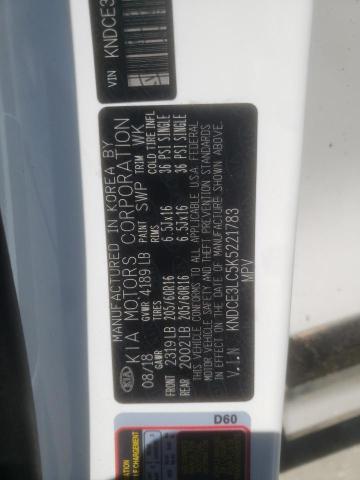 VIN KNDCE3
MANUFACTURED IN KOREA BY
KIA KIA MOTORS CORPORATION
08/18 GVWR 4189 LB PAINT SWP TRIM WK
GAWR TIRES RIMS COLD TIRE INFL
FRONT 2319 LB 205/60R16 6.5Jx16 36 PSI SINGLE
REAR 2002 LB 205/60R16 6.5Jx16 36 PSI SINGLE
THIS VEHICLE CONFORMS TO ALL APPLICABLE U.S.A FEDERAL
MOTOR VEHICLE SAFETY AND THEFT PREVENTION STANDARDS
IN EFFECT ON THE DATE OF MANUFACTURE SHOWN ABOVE.
V.I.N KNDCE3LC5K5221783
MPV
D60